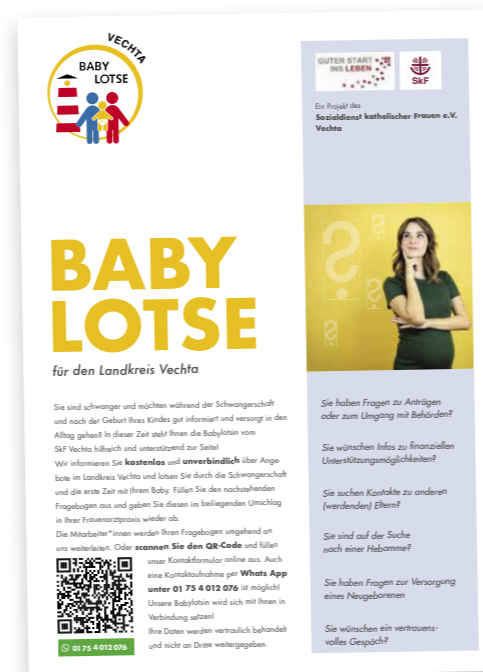 VECHTA
BABY
LOTSE
GUTER START
INS LEBEN
SkF
Ein Projekt des
Sozialdienst katholischer Frauen e.V.
Vechta
BABY
LOTSE
für den Landkreis Vechta
Sie sind schwanger und möchten während der Schwangerschaft
und nach der Geburt Ihres Kindes gut informiert und versorgt in den
Alltag gehen? In dieser Zeit steht Ihnen die Babylotsin vom
SkF Vechta hilfreich und unterstützend zur Seite!
Wir informieren Sie kostenlos und unverbindlich über Ange-
bote im Landkreis Vechta und lotsen Sie durch die Schwangerschaft
und die erste Zeit mit Ihrem Baby. Füllen Sie den nachstehenden
Fragebogen aus und geben Sie diesen im beiliegenden Umschlag
in Ihrer Frauenarztpraxis wieder ab.
Die Mitarbeiter*innen werden Ihren Fragebogen umgehend an
uns weiterleiten. Oder scannen Sie den QR-Code und füllen
unser Kontaktformular online aus. Auch
eine Kontaktaufnahme per Whats App
unter 01 75 4 012 076 ist möglich!
Unsere Babylotsin wird sich mit Ihnen in
Verbindung setzen!
Ihre Daten werden vertraulich behandelt
und nicht an Dritte weitergegeben.
01 75 4 012 076
Sie haben Fragen zu Anträgen
oder zum Umgang mit Behörden?
Sie wünschen Infos zu finanziellen
Unterstützungsmöglichkeiten?
Sie suchen Kontakte zu anderen
(werdenden) Eltern?
Sie sind auf der Suche
nach einer Hebamme?
Sie haben Fragen zur Versorgung
eines Neugeborenen
Sie wünschen ein vertrauens-
volles Gespräch?